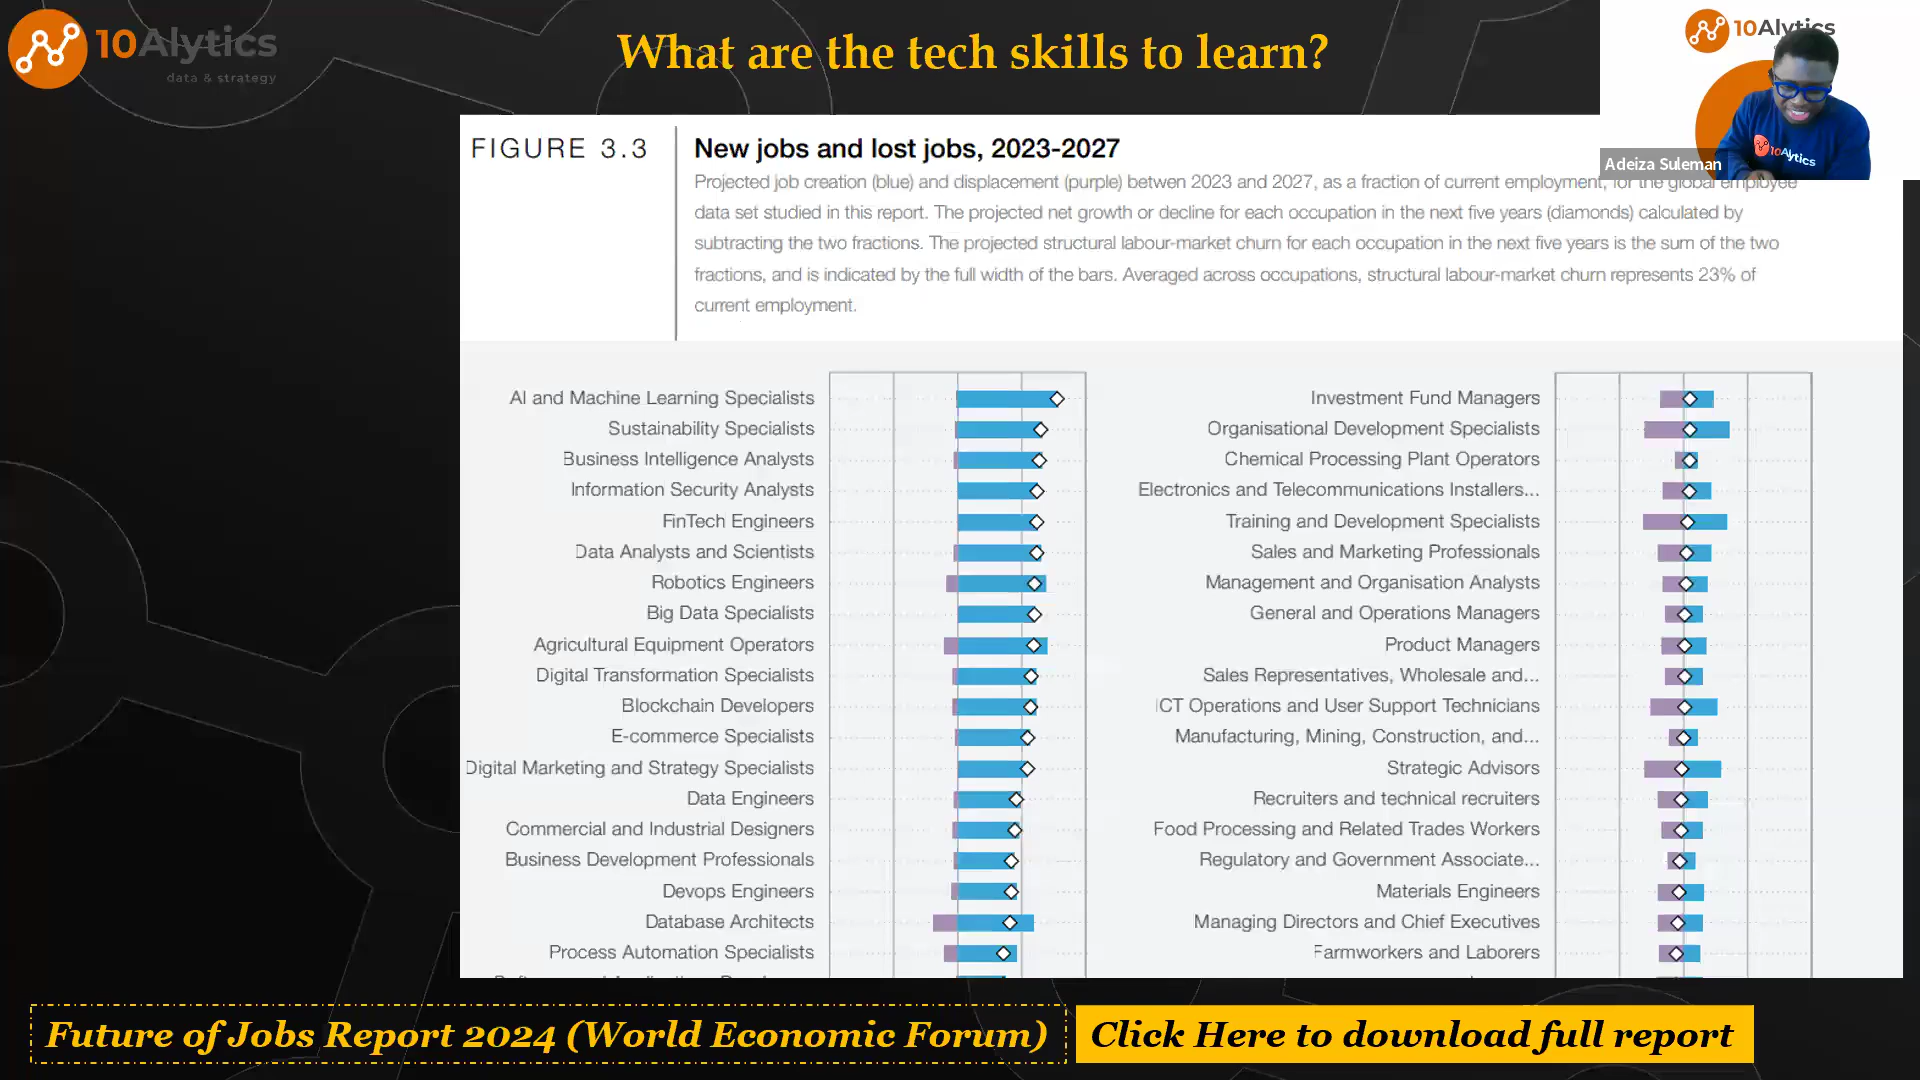 10Alytics
data & strategy
What are the tech skills to learn?
10Alytics
10Alytics
Adeiza Suleman
FIGURE 3.3
New jobs and lost jobs, 2023-2027
Projected job creation (blue) and displacement (purple) betwen 2023 and 2027, as a fraction of current employment, for the global employee
data set studied in this report. The projected net growth or decline for each occupation in the next five years (diamonds) calculated by
subtracting the two fractions. The projected structural labour-market churn for each occupation in the next five years is the sum of the two
fractions, and is indicated by the full width of the bars. Averaged across occupations, structural labour-market churn represents 23% of
current employment.
AI and Machine Learning Specialists
Sustainability Specialists
Business Intelligence Analysts
Information Security Analysts
FinTech Engineers
Data Analysts and Scientists
Robotics Engineers
Big Data Specialists
Agricultural Equipment Operators
Digital Transformation Specialists
Blockchain Developers
E-commerce Specialists
Digital Marketing and Strategy Specialists
Data Engineers
Commercial and Industrial Designers
Business Development Professionals
Devops Engineers
Database Architects
Process Automation Specialists
Investment Fund Managers
Organisational Development Specialists
Chemical Processing Plant Operators
Electronics and Telecommunications Installers...
Training and Development Specialists
Sales and Marketing Professionals
Management and Organisation Analysts
General and Operations Managers
Product Managers
Sales Representatives, Wholesale and...
ICT Operations and User Support Technicians
Manufacturing, Mining, Construction, and...
Strategic Advisors
Recruiters and technical recruiters
Food Processing and Related Trades Workers
Regulatory and Government Associate...
Materials Engineers
Managing Directors and Chief Executives
Farmworkers and Laborers
Future of Jobs Report 2024 (World Economic Forum)
Click Here to download full report